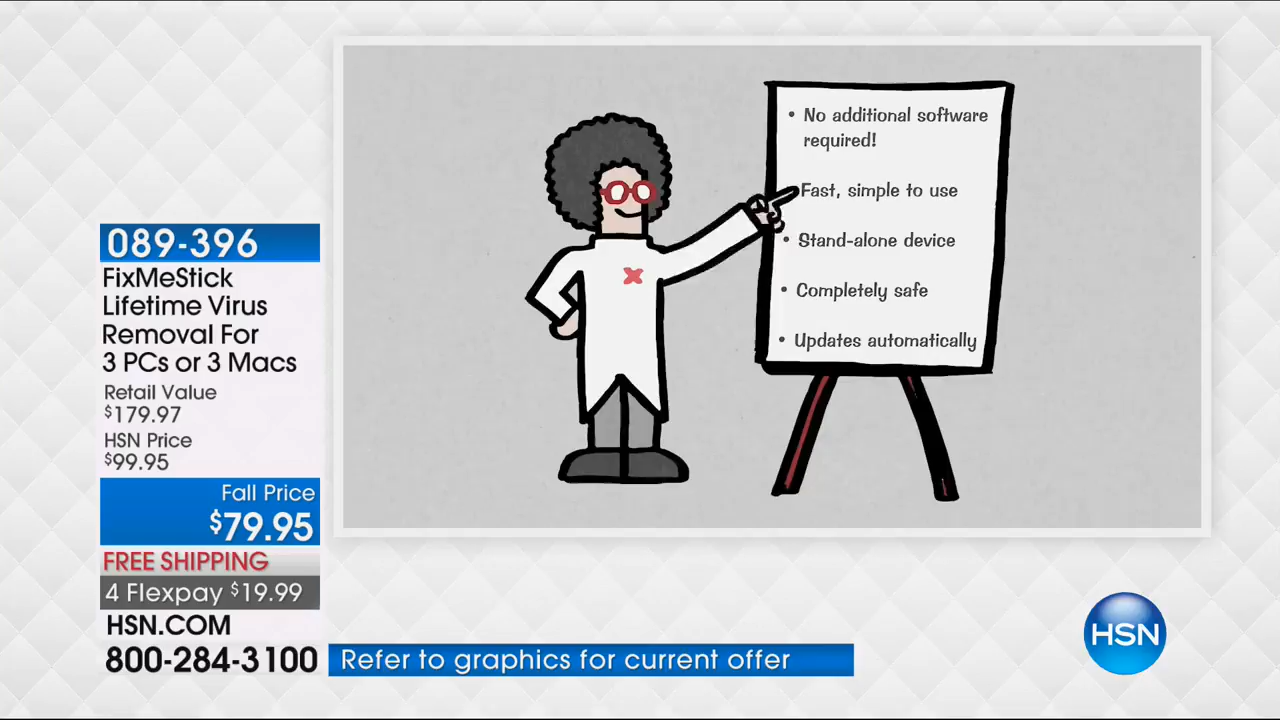 089-396
FixMeStick
Lifetime Virus
Removal For
3 PCs or 3 Macs
Retail Value
$179.97
HSN Price
$99.95
Fall Price
$79.95
FREE SHIPPING
4 Flexpay $19.99
HSN.COM
800-284-3100
• No additional software
required!
Fast, simple to use
• Stand-alone device
• Completely safe
• Updates automatically
Refer to graphics for current offer
HSN